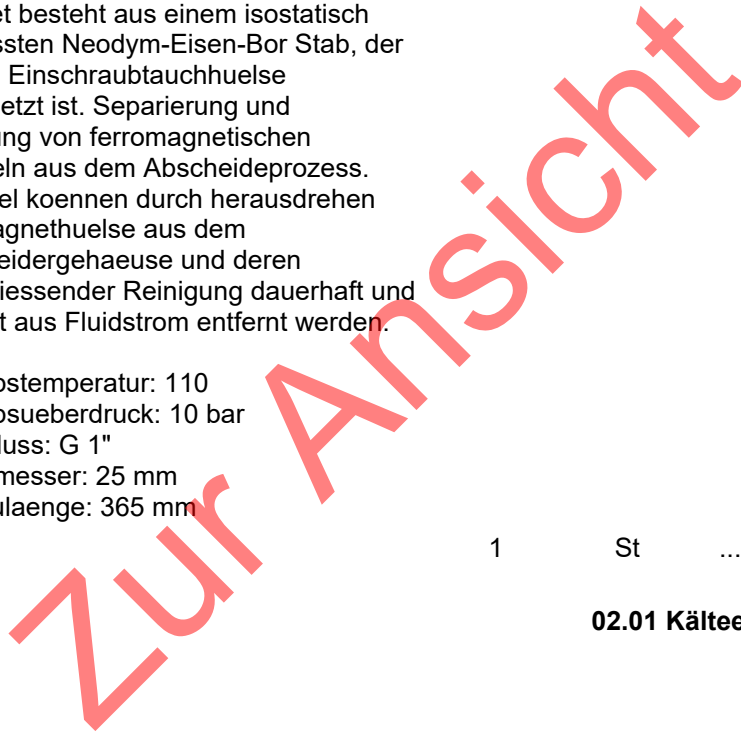 et besteht aus einem isostatisch
ssten Neodym-Eisen-Bor Stab, der
Einschraubtauchhuelse
etzt ist. Separierung und
ung von ferromagnetischen
eln aus dem Abscheideprozess.
el koennen durch herausdrehen
agnethuelse aus dem
eidergehaeuse und deren
iessender Reinigung dauerhaft und
t aus Fluidstrom entfernt werden.
ostemperatur: 110
osueberdruck: 10 bar
luss: G 1"
messer: 25 mm
ulaenge: 365 mm
1 St ...
02.01 Kältee
Zur Ansicht